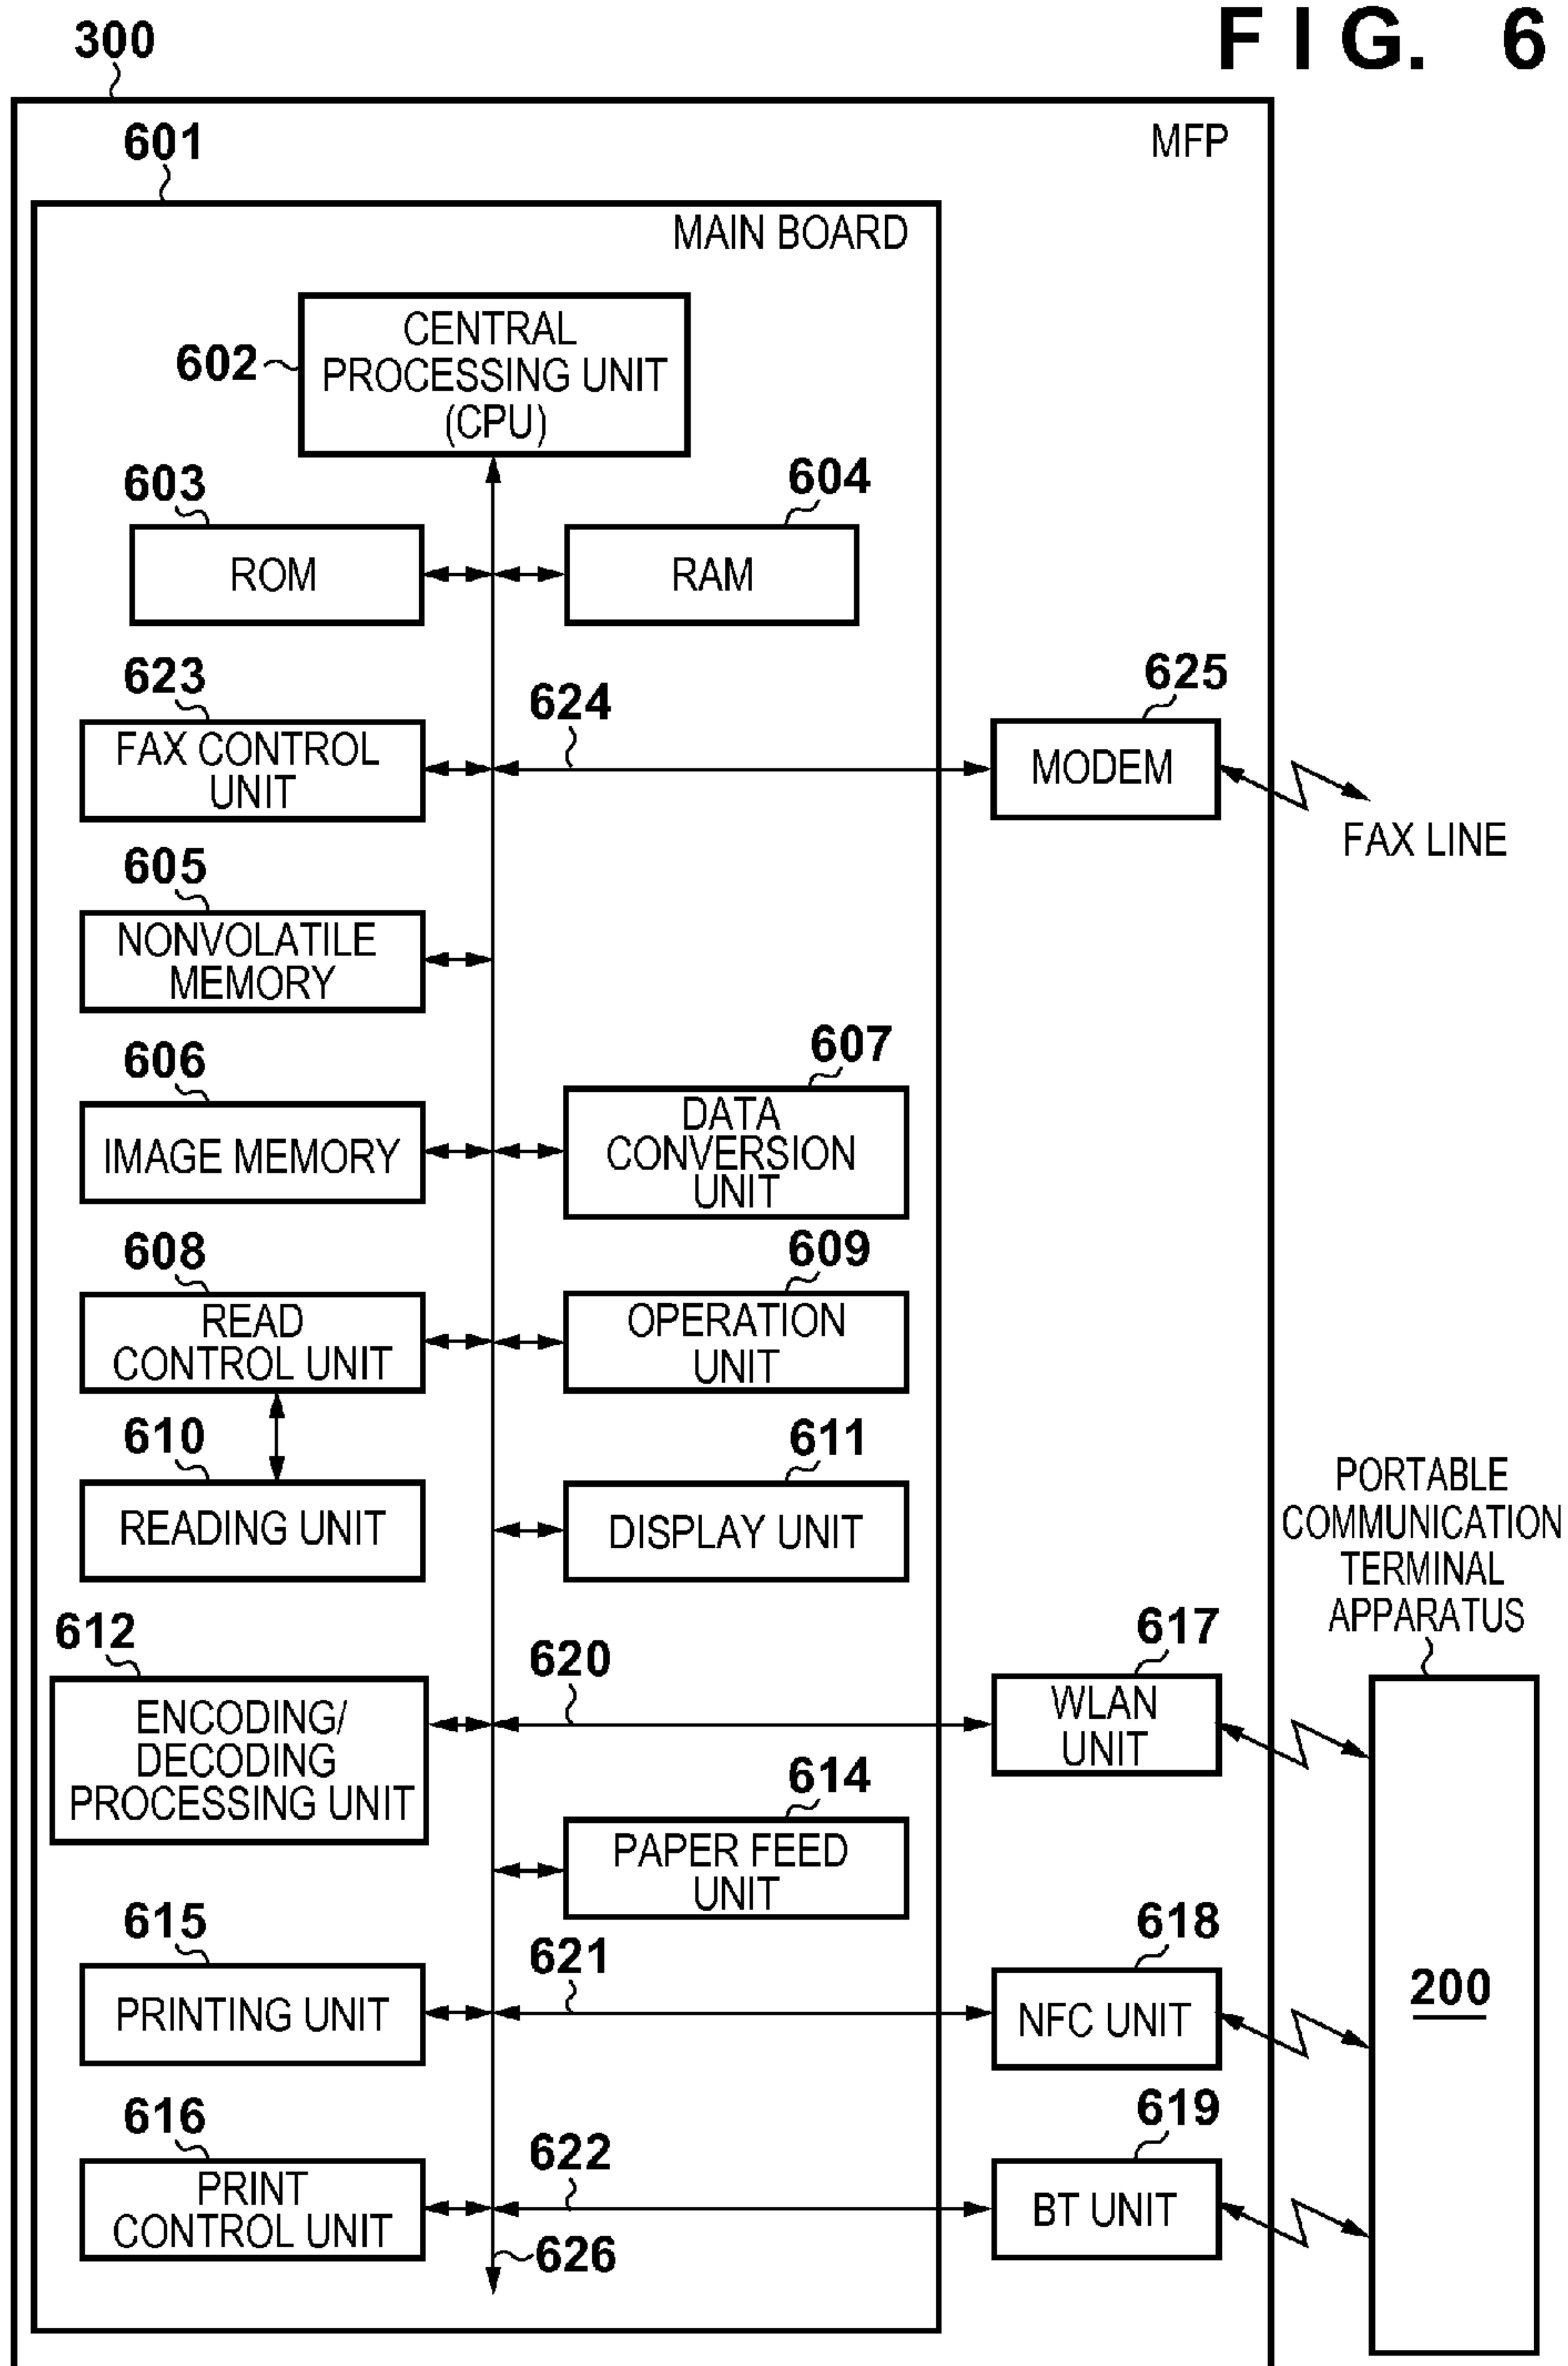 FIG. 6
300
MFP
601
MAIN BOARD
602
CENTRAL
PROCESSING UNIT
(CPU)
603
ROM
604
RAM
623
FAX CONTROL
UNIT
624
625
MODEM
FAX LINE
605
NONVOLATILE
MEMORY
606
IMAGE MEMORY
607
DATA
CONVERSION
UNIT
608
READ
CONTROL UNIT
609
OPERATION
UNIT
610
READING UNIT
611
DISPLAY UNIT
PORTABLE
COMMUNICATION
TERMINAL
APPARATUS
612
ENCODING/
DECODING
PROCESSING UNIT
620
617
WLAN
UNIT
614
PAPER FEED
UNIT
615
PRINTING UNIT
621
618
NFC UNIT
200
616
PRINT
CONTROL UNIT
622
619
BT UNIT
626